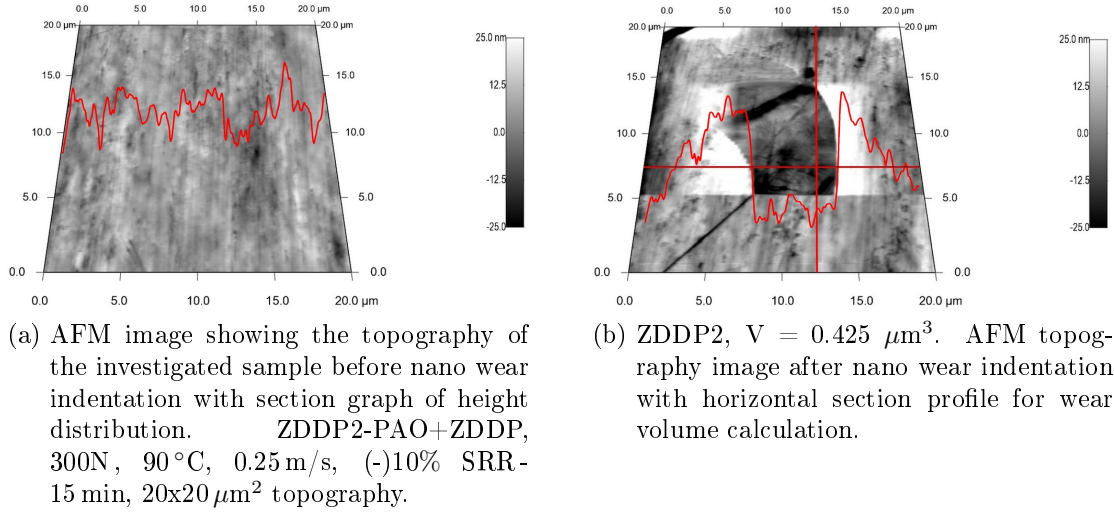 0.0 5.0 10.0 15.0 20.0 µm
20.0 µm 20.0 µm
15.0 15.0
10.0 10.0
5.0 5.0
0.0 0.0
0.0 5.0 10.0 15.0 20.0 µm
25.0 nm
12.5
0.0
-12.5
-25.0
0.0 5.0 10.0 15.0 20.0 µm
20.0 µm 20.0 µm
15.0 15.0
10.0 10.0
5.0 5.0
0.0 0.0
0.0 5.0 10.0 15.0 20.0 µm
25.0 nm
12.5
0.0
-12.5
-25.0
(a) AFM image showing the topography of
the investigated sample before nano wear
indentation with section graph of height
distribution. ZDDP2-PAO+ZDDP,
300N, 90 °C, 0.25 m/s, (-)10% SRR-
15 min, 20x20 µm² topography.
(b) ZDDP2, V = 0.425 µm³. AFM topog-
raphy image after nano wear indentation
with horizontal section profile for wear
volume calculation.